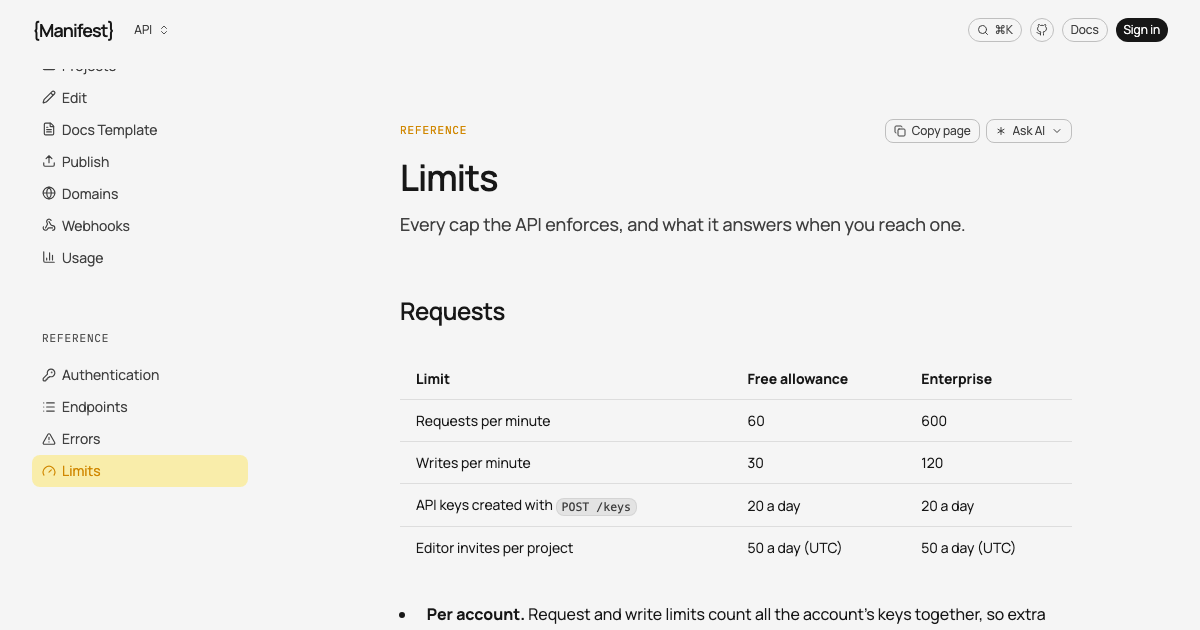 {Manifest}
API
⌘K
Docs
Sign in
Projects
Edit
Docs Template
Publish
Domains
Webhooks
Usage
REFERENCE
Authentication
Endpoints
Errors
Limits
REFERENCE
Copy page
Ask AI
Limits
Every cap the API enforces, and what it answers when you reach one.
Requests
Limit Free allowance Enterprise
Requests per minute 60 600
Writes per minute 30 120
API keys created with POST /keys 20 a day 20 a day
Editor invites per project 50 a day (UTC) 50 a day (UTC)
• Per account. Request and write limits count all the account's keys together, so extra